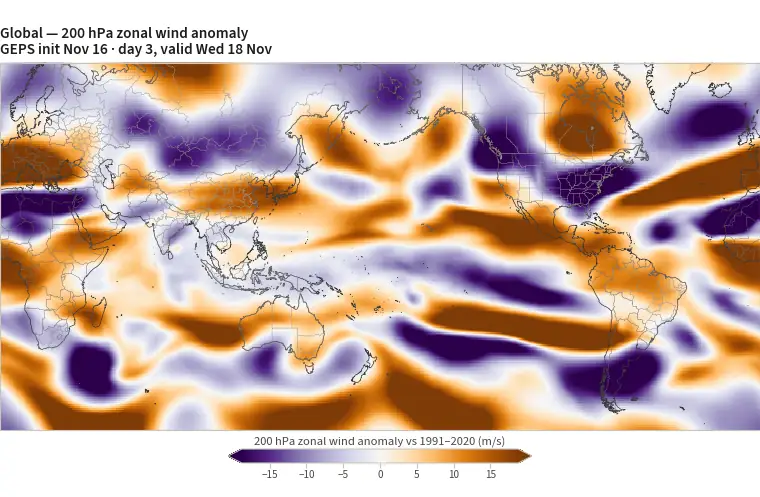 Global — 200 hPa zonal wind anomaly
GEPS init Nov 16 · day 3, valid Wed 18 Nov
200 hPa zonal wind anomaly vs 1991–2020 (m/s)
−15 −10 −5 0 5 10 15